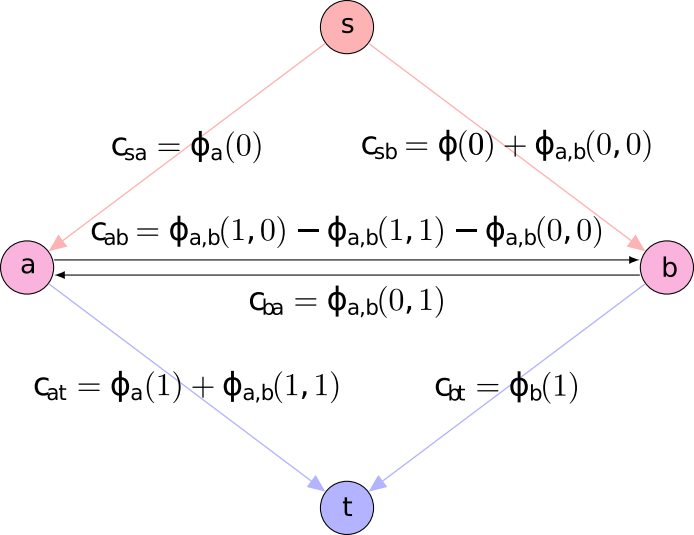 s
c_sa = ϕ_a(0)
c_sb = ϕ(0) + ϕ_a,b(0, 0)
c_ab = ϕ_a,b(1, 0) − ϕ_a,b(1, 1) − ϕ_a,b(0, 0)
a
b
c_ba = ϕ_a,b(0, 1)
c_at = ϕ_a(1) + ϕ_a,b(1, 1)
c_bt = ϕ_b(1)
t